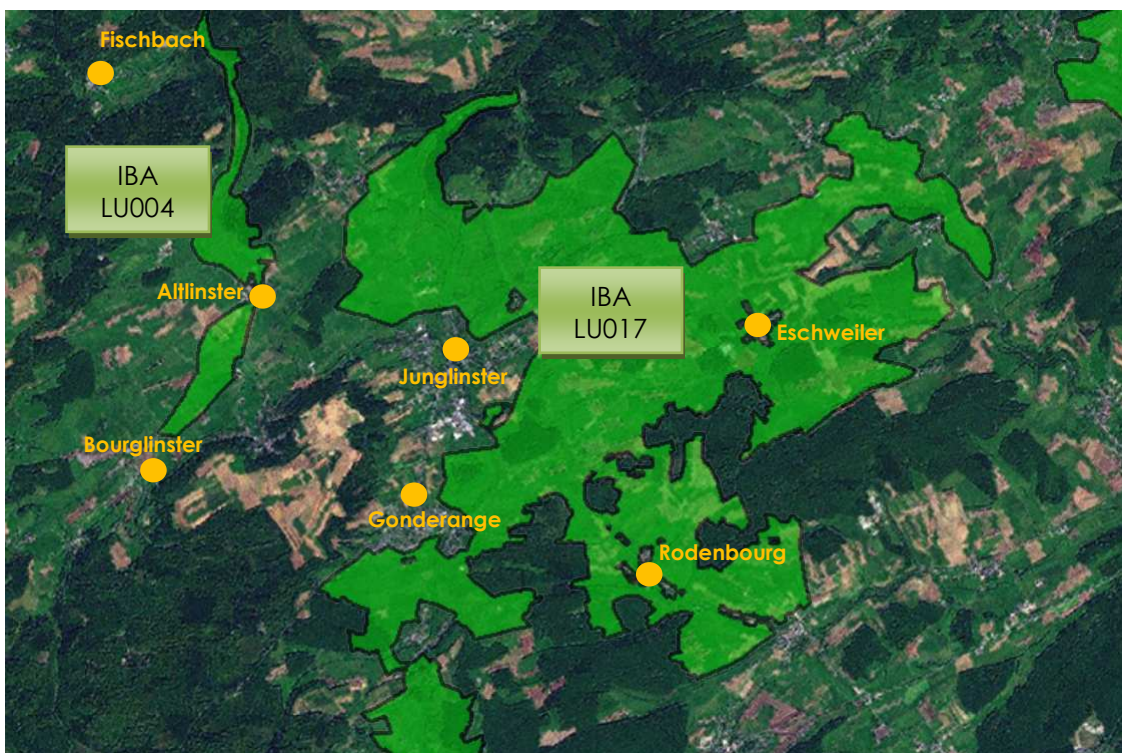 Fischbach
IBA
LU004
Altlinster
IBA
LU017
Eschweiler
Junglinster
Bourglinster
Gonderange
Rodenbourg